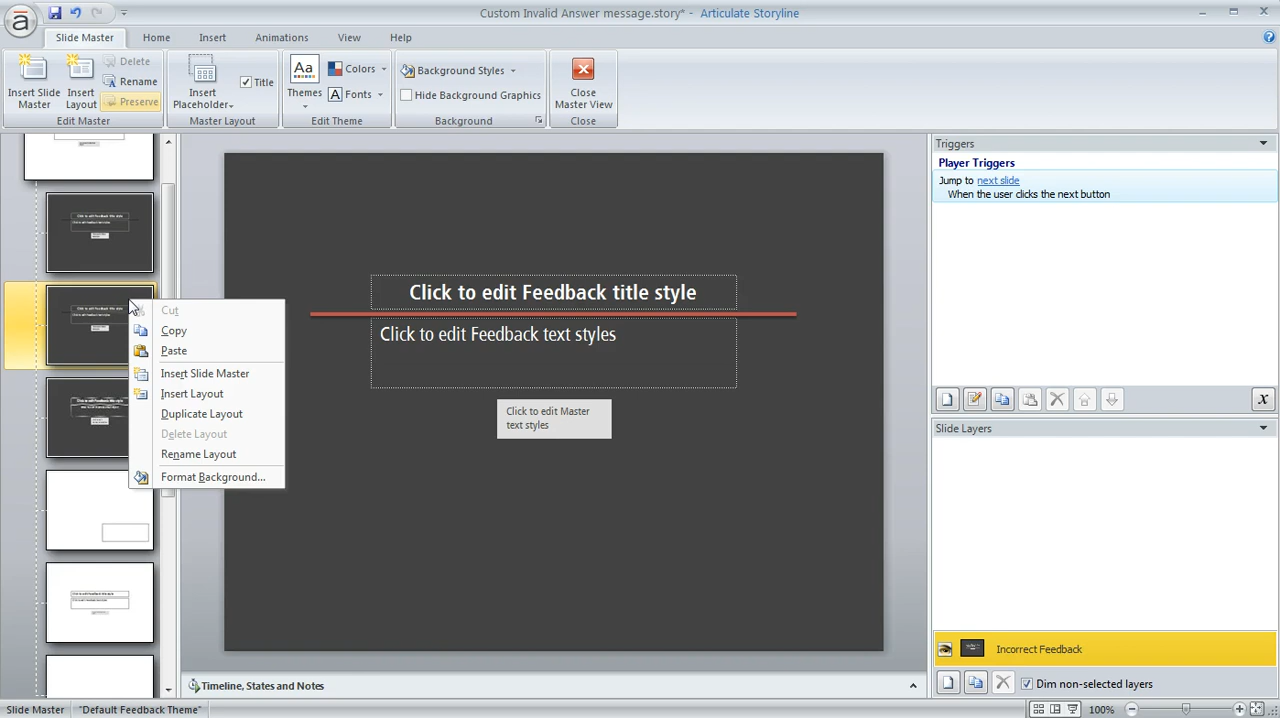 Custom Invalid Answer message.story* - Articulate Storyline
Slide Master
Home
Insert
Animations
View
Help
Insert Slide
Master
Insert
Layout
Delete
Rename
Preserve
Edit Master
Insert
Placeholder
Title
Master Layout
Aa
Themes
Colors
Fonts
Edit Theme
Background Styles
Hide Background Graphics
Background
Close
Master View
Close
Click to edit Feedback title style
Click to edit Feedback text styles
Click to edit Master
text styles
Cut
Copy
Paste
Insert Slide Master
Insert Layout
Duplicate Layout
Delete Layout
Rename Layout
Format Background...
Triggers
Player Triggers
Jump to next slide
When the user clicks the next button
X
Slide Layers
Incorrect Feedback
Dim non-selected layers
Timeline, States and Notes
Slide Master
"Default Feedback Theme"
100%